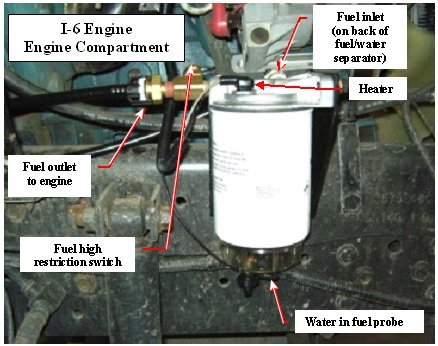 I-6 Engine
Engine Compartment
Fuel inlet
(on back of
fuel/water
separator)
Heater
Fuel outlet
to engine
Fuel high
restriction switch
Water in fuel probe